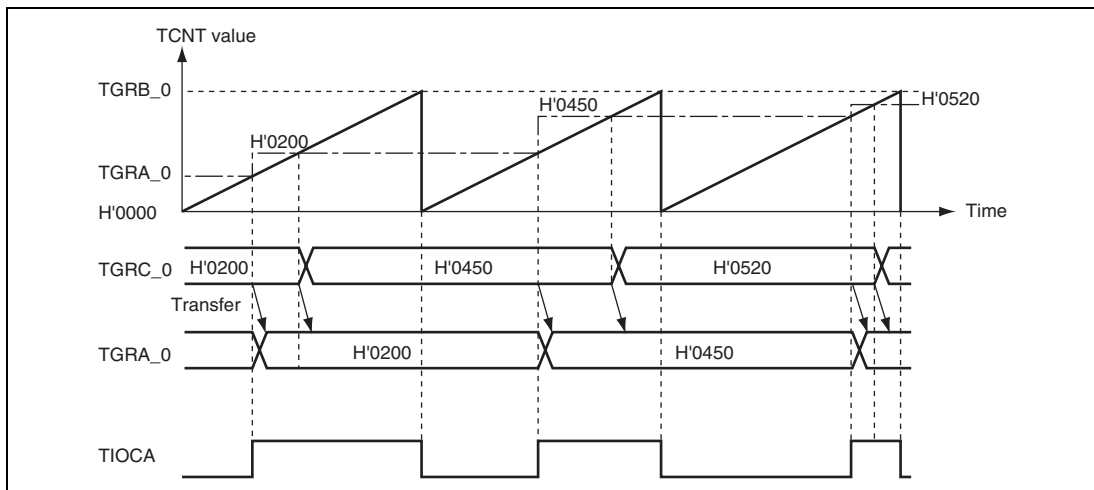 TCNT value
TGRB_0
H'0520
H'0450
H'0200
TGRA_0
H'0000
Time
TGRC_0
H'0200
H'0450
H'0520
Transfer
TGRA_0
H'0200
H'0450
TIOCA